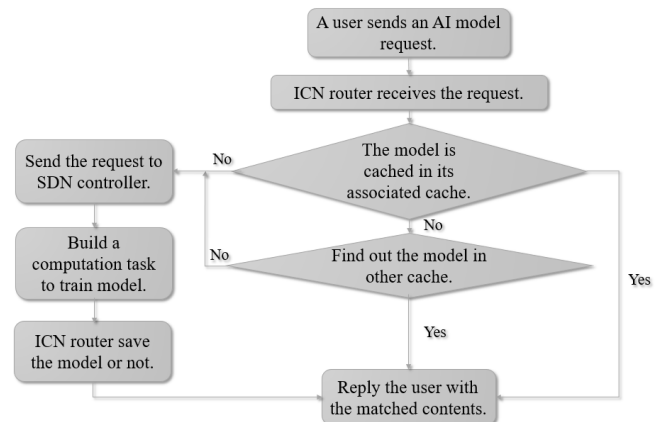 A user sends an AI model
request.
ICN router receives the request.
The model is
cached in its
associated cache.
No
Send the request to
SDN controller.
No
Find out the model in
other cache.
No
Build a
computation task
to train model.
Yes
Yes
ICN router save
the model or not.
Reply the user with
the matched contents.